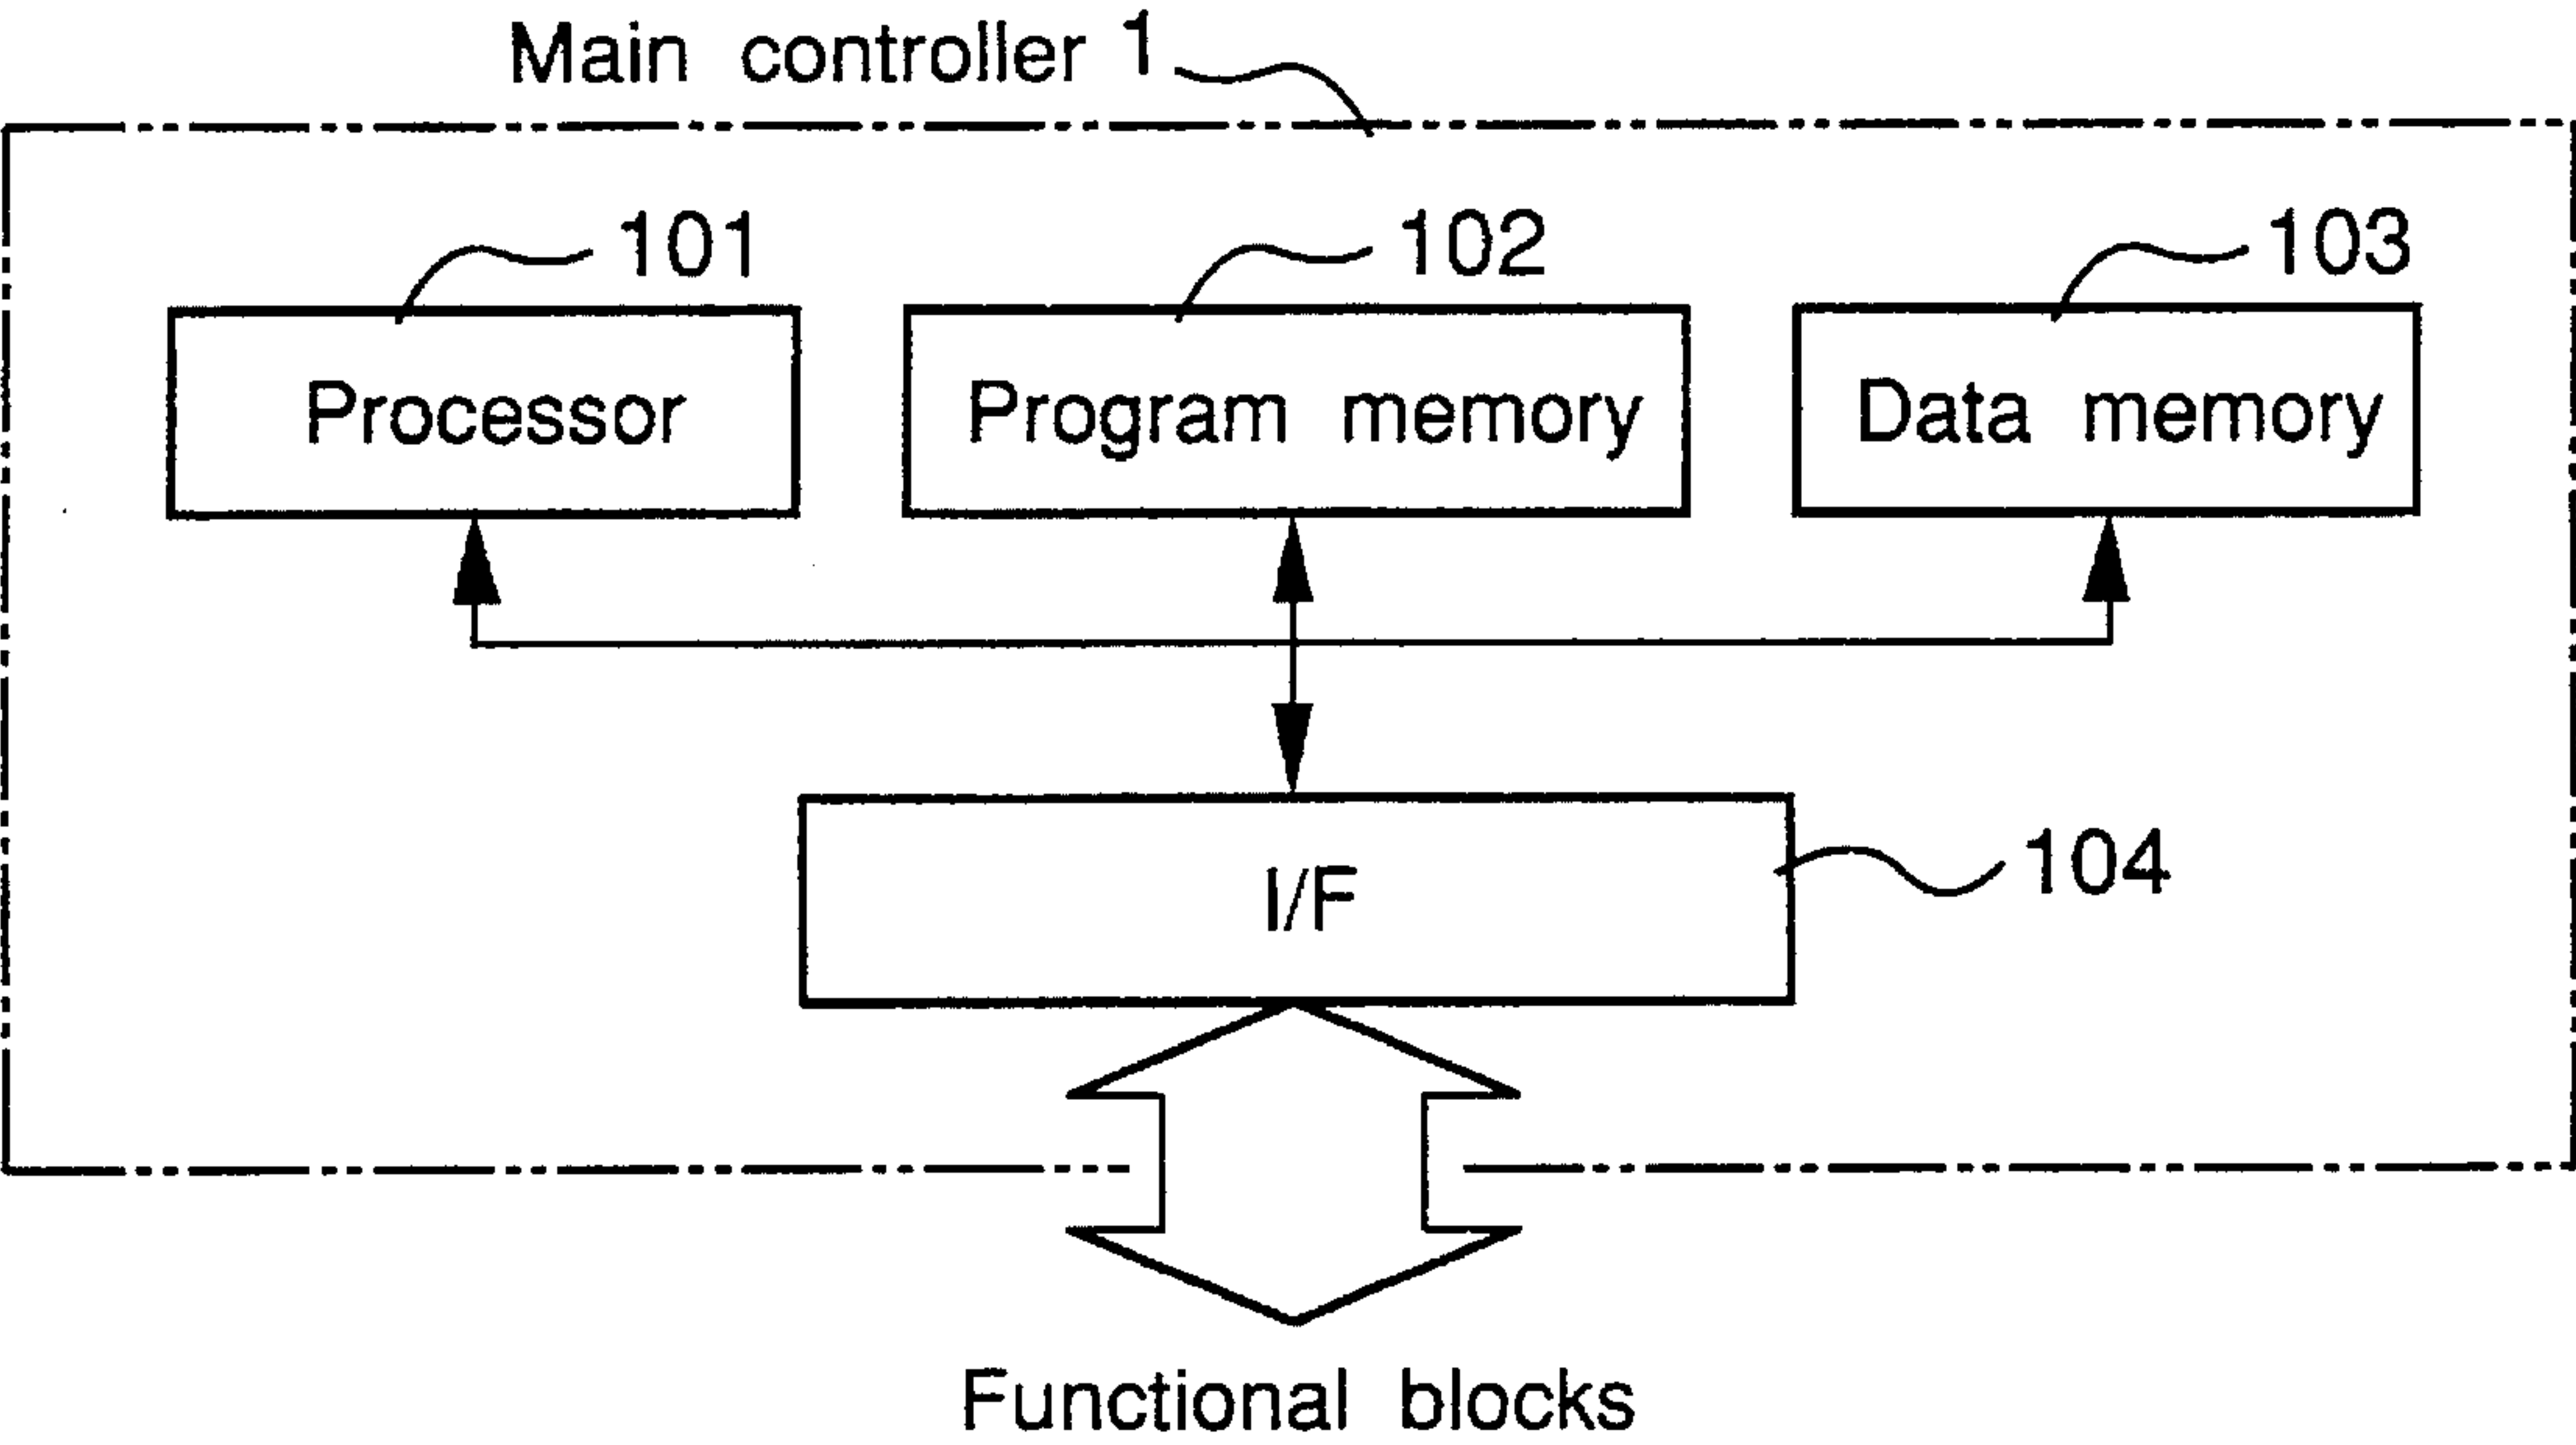 Main controller 1
101 102 103
Processor Program memory Data memory
I/F 104
Functional blocks